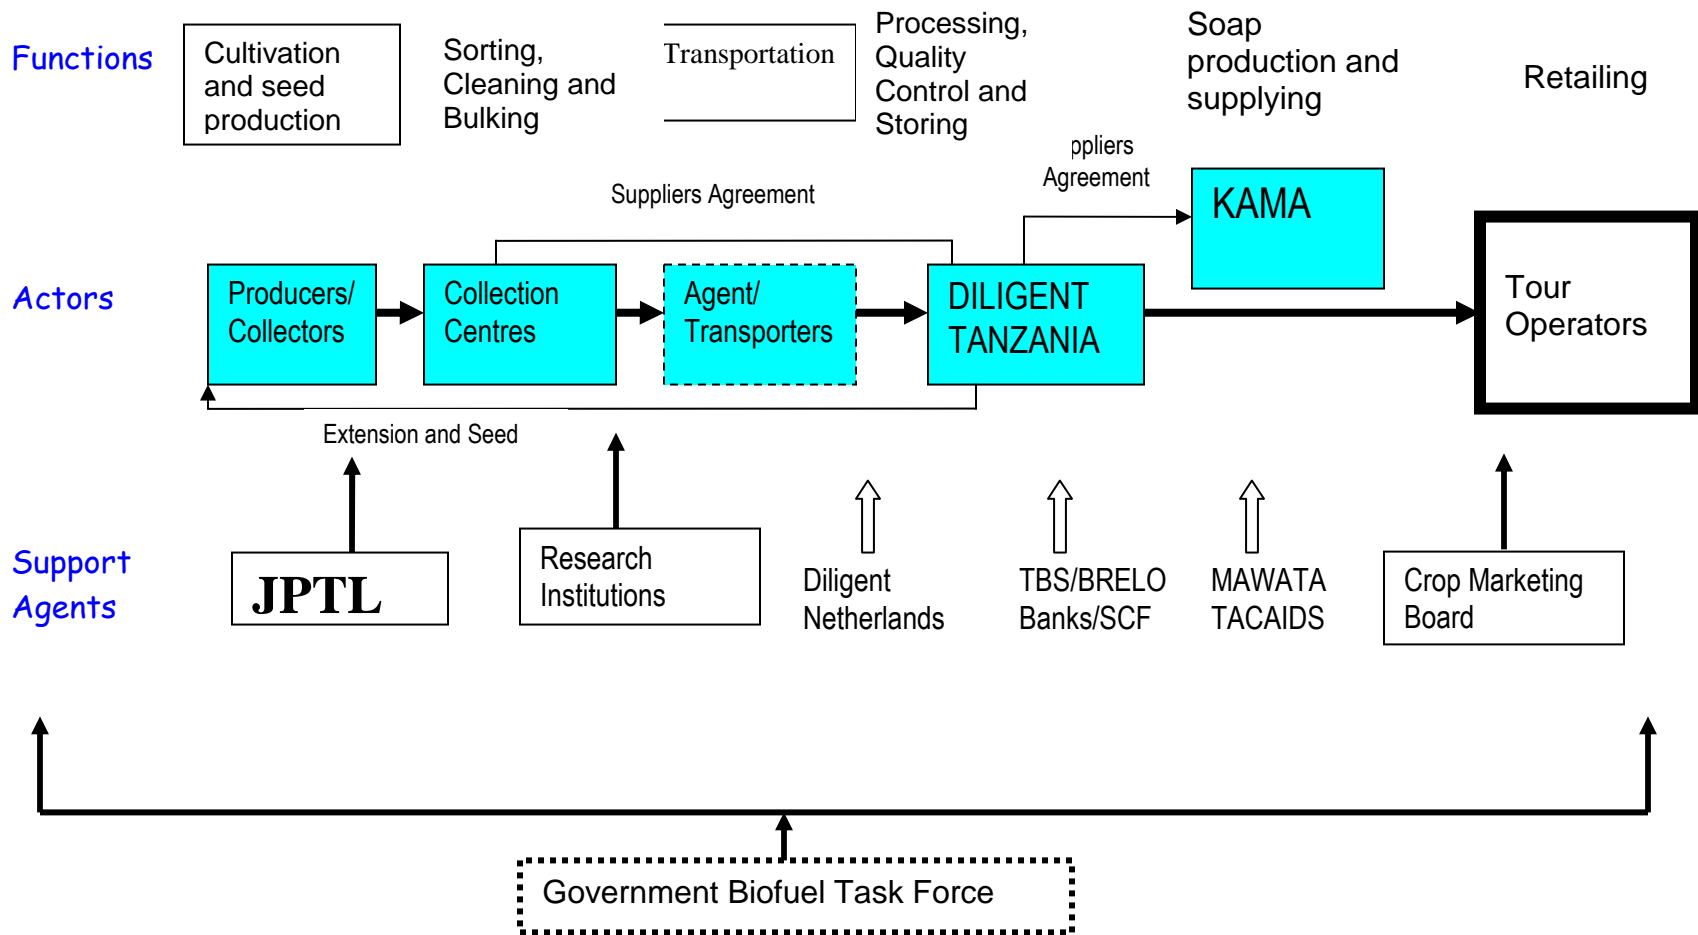 Functions
Cultivation
and seed
production
Sorting,
Cleaning and
Bulking
Transportation
Processing,
Quality
Control and
Storing
Soap
production and
supplying
Retailing
Suppliers Agreement
ppliers
Agreement
Actors
Producers/
Collectors
Collection
Centres
Agent/
Transporters
DILIGENT
TANZANIA
KAMA
Tour
Operators
Extension and Seed
Support
Agents
JPTL
Research
Institutions
Diligent
Netherlands
TBS/BRELO
Banks/SCF
MAWATA
TACAIDS
Crop Marketing
Board
Government Biofuel Task Force